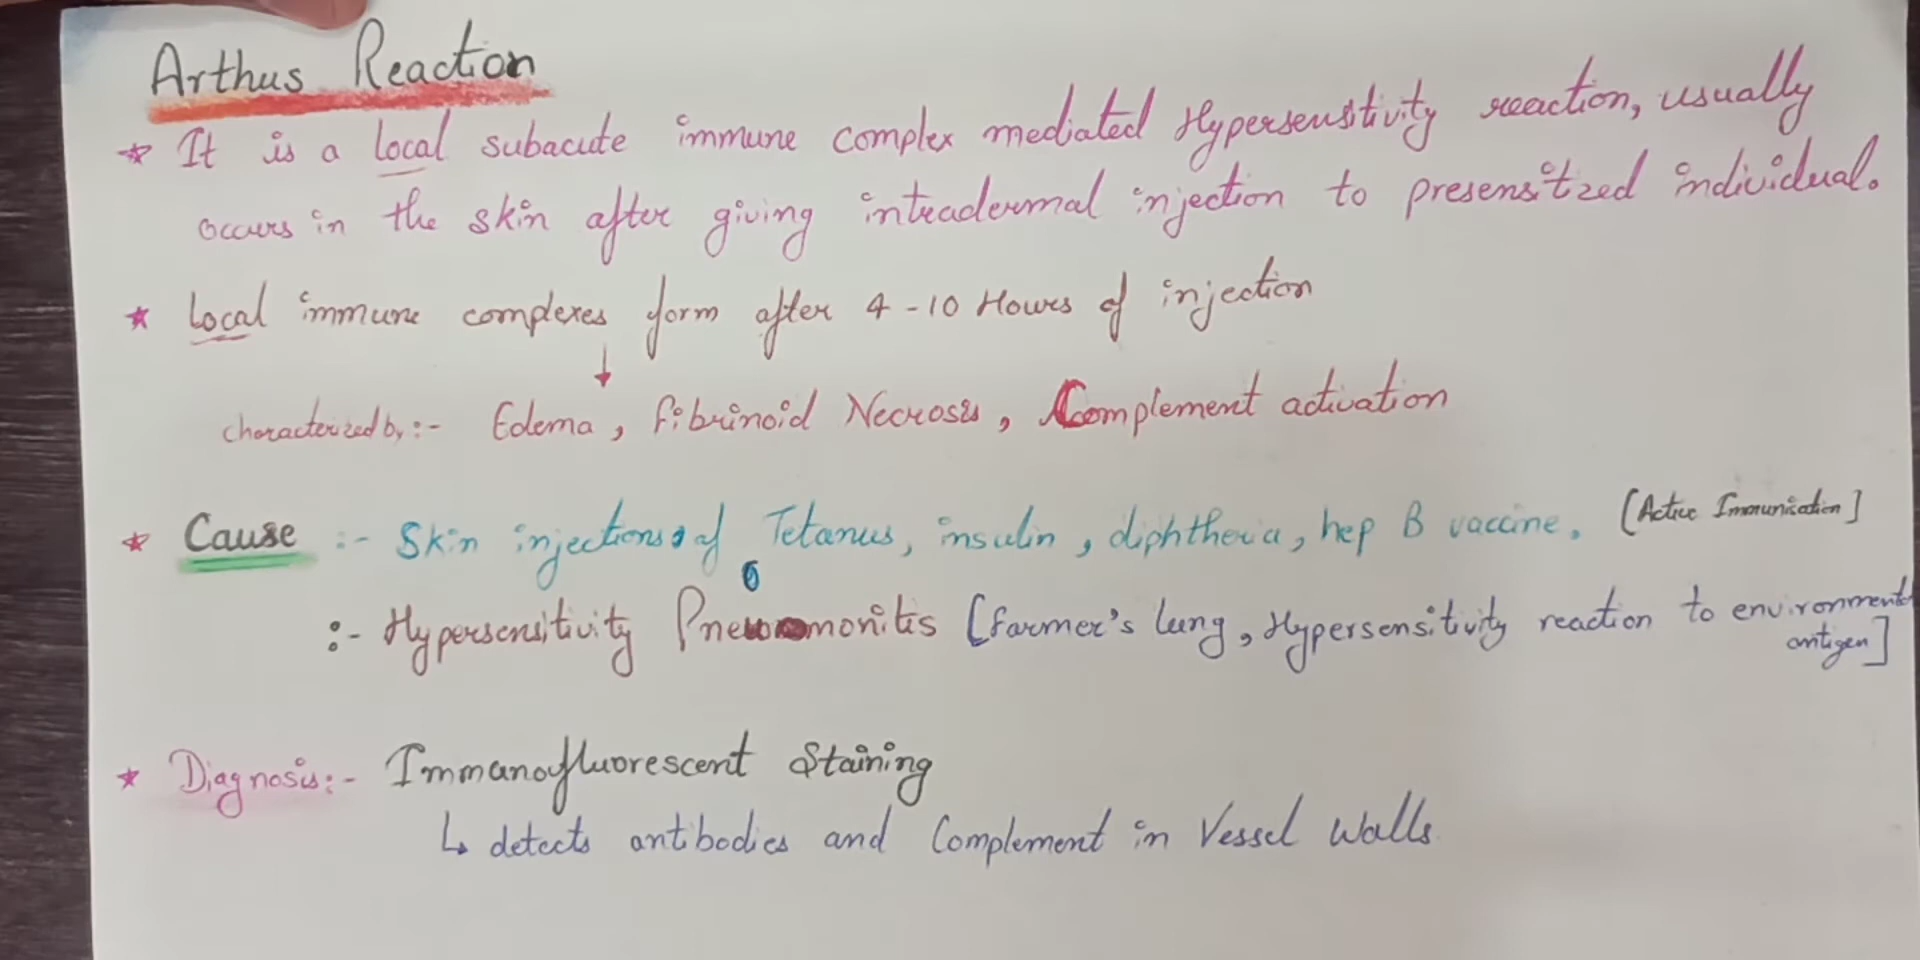 Arthus Reaction
* It is a local subacute immune complex mediated Hypersensitivity reaction, usually
occurs in the skin after giving intradermal injection to presensitized individual.
* Local immune complexes form after 4-10 Hours of injection
↓
characterized by :- Edema, fibrinoid Necrosis, Complement activation
* Cause :- Skin injections of Tetanus, insulin, diphtheria, hep B vaccine. [Active Immunization]
:- Hypersensitivity Pneumonitis [farmer's lung, Hypersensitivity reaction to environmental
antigen]
* Diagnosis:- Immunofluorescent Staining
↳ detects antibodies and Complement in Vessel Walls